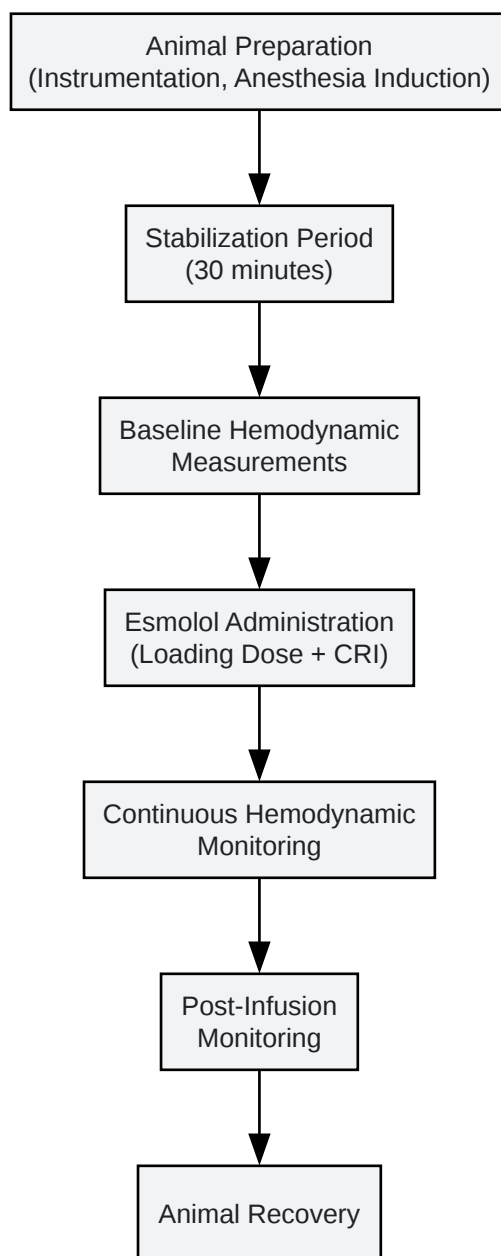 Animal Preparation
(Instrumentation, Anesthesia Induction)
Stabilization Period
(30 minutes)
Baseline Hemodynamic
Measurements
Esmolol Administration
(Loading Dose + CRI)
Continuous Hemodynamic
Monitoring
Post-Infusion
Monitoring
Animal Recovery